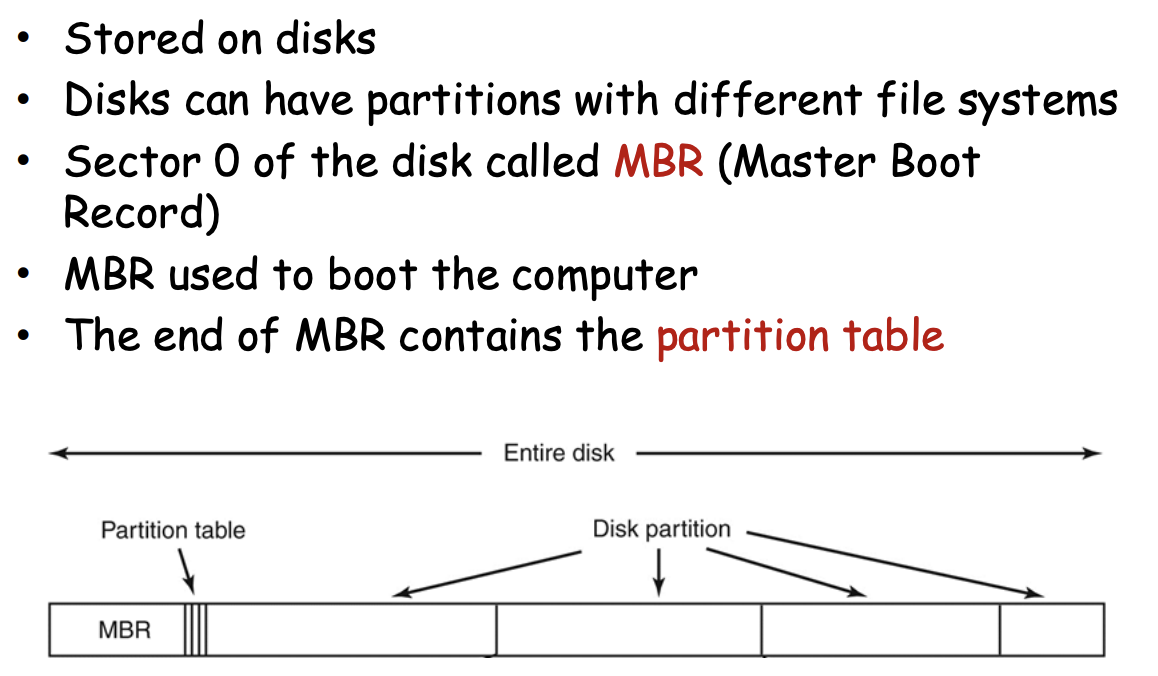 • Stored on disks
• Disks can have partitions with different file systems
• Sector 0 of the disk called MBR (Master Boot
Record)
• MBR used to boot the computer
• The end of MBR contains the partition table
Entire disk
Partition table
Disk partition
MBR